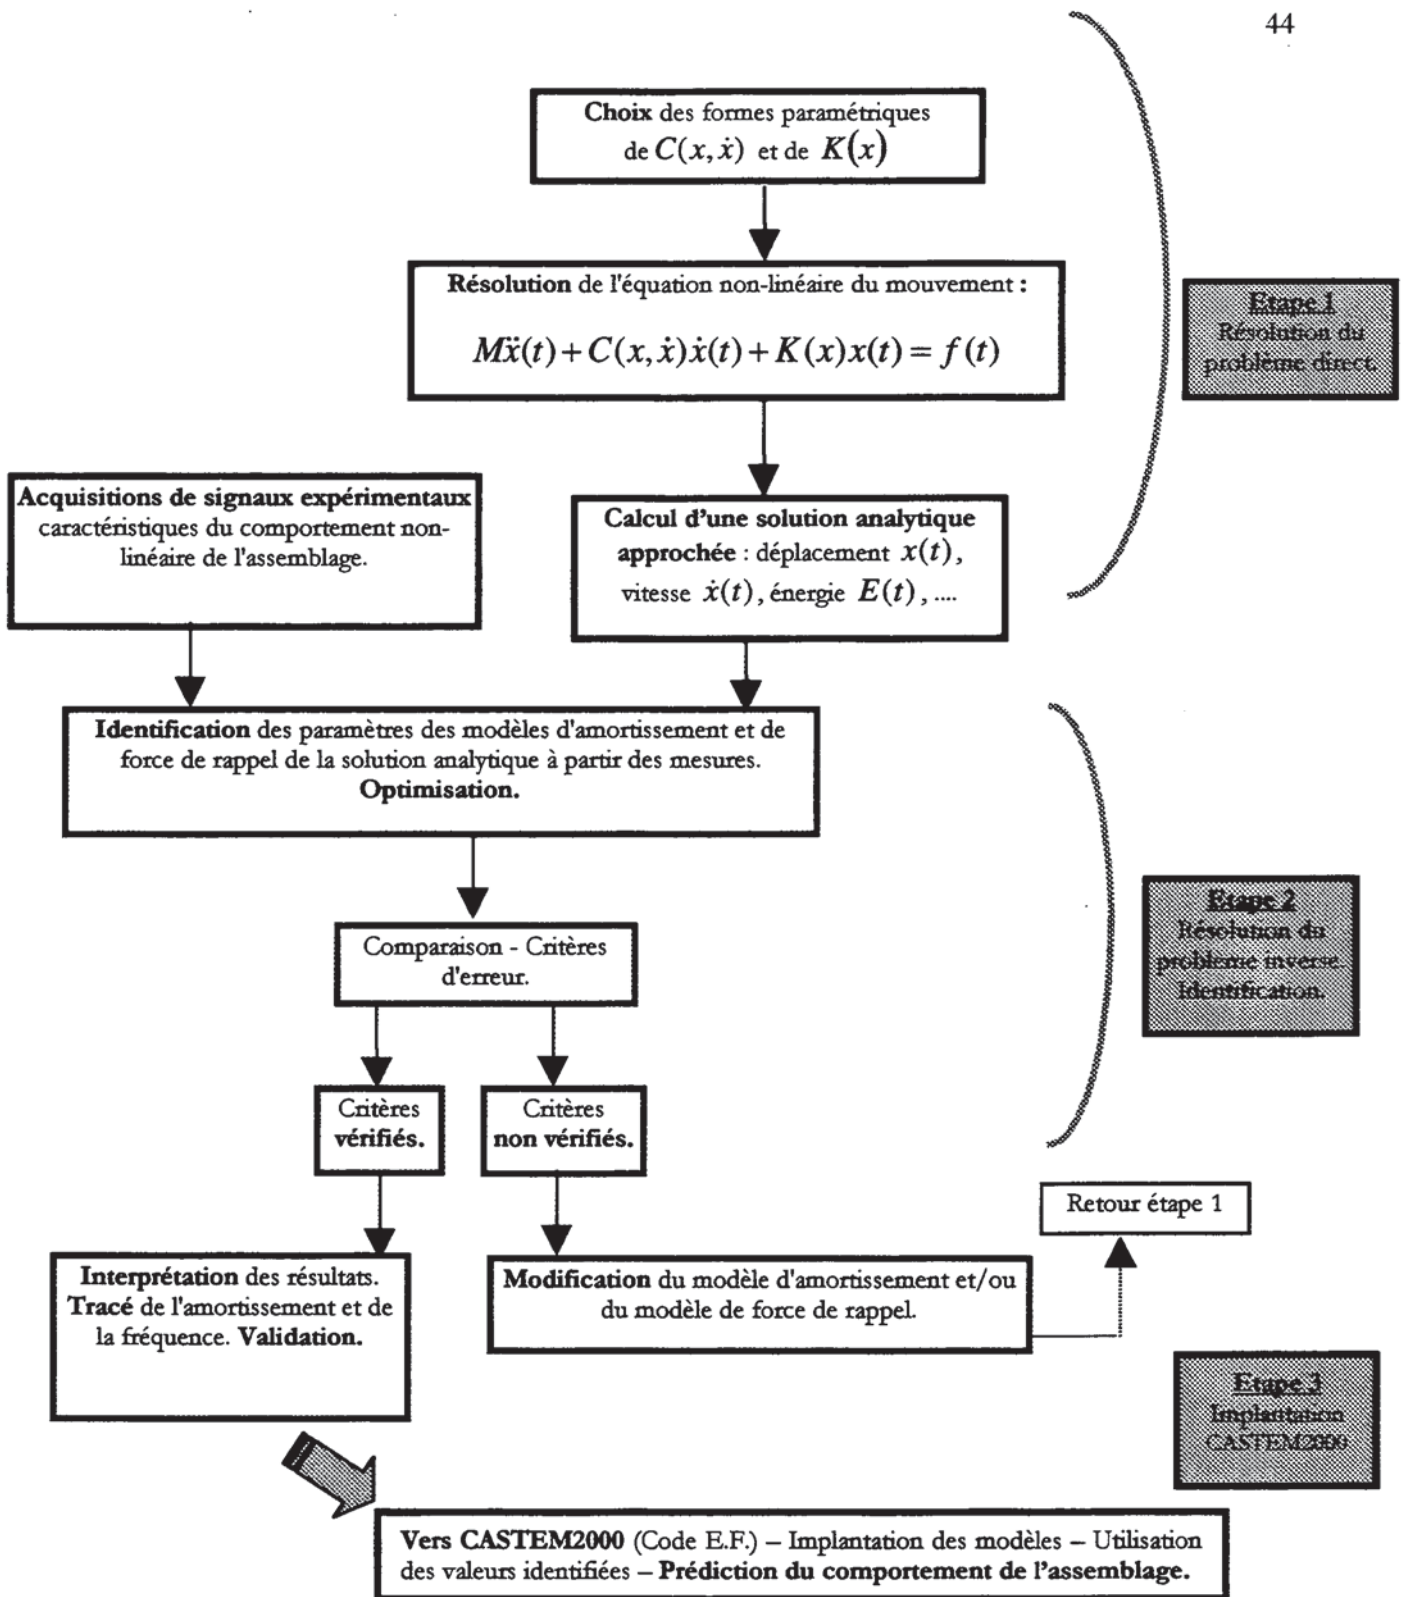 44
Choix des formes paramétriques
de C(x, ẋ) et de K(x)
Résolution de l'équation non-linéaire du mouvement :
Mẍ(t) + C(x, ẋ)ẋ(t) + K(x)x(t) = f(t)
Etape 1
Résolution du
problème direct.
Acquisitions de signaux expérimentaux
caractéristiques du comportement non-
linéaire de l'assemblage.
Calcul d'une solution analytique
approchée : déplacement x(t),
vitesse ẋ(t), énergie E(t), ....
Identification des paramètres des modèles d'amortissement et de
force de rappel de la solution analytique à partir des mesures.
Optimisation.
Etape 2
Résolution du
problème inverse.
Identification.
Comparaison - Critères
d'erreur.
Critères
vérifiés.
Critères
non vérifiés.
Retour étape 1
Interprétation des résultats.
Tracé de l'amortissement et de
la fréquence. Validation.
Modification du modèle d'amortissement et/ou
du modèle de force de rappel.
Etape 3
Implantation
CASTEM2000
Vers CASTEM2000 (Code E.F.) – Implantation des modèles – Utilisation
des valeurs identifiées – Prédiction du comportement de l'assemblage.